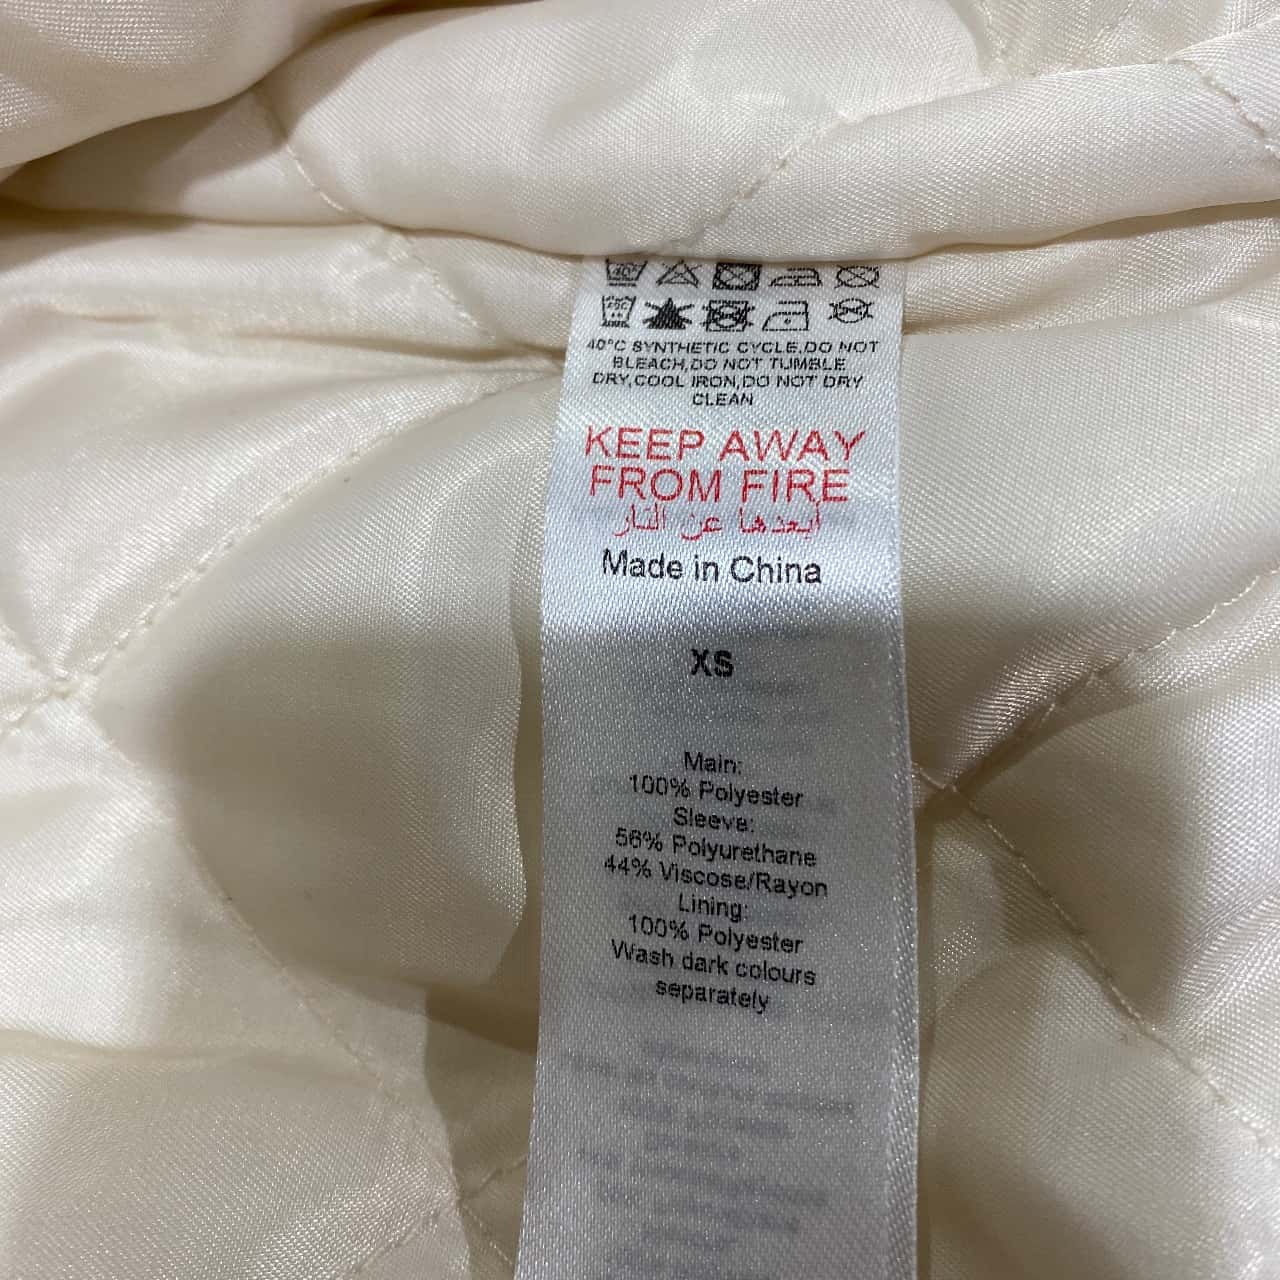 40°C SYNTHETIC CYCLE,DO NOT
BLEACH,DO NOT TUMBLE
DRY,COOL IRON,DO NOT DRY
CLEAN
KEEP AWAY
FROM FIRE
أبعدها عن النار
Made in China
XS
Main:
100% Polyester
Sleeve:
56% Polyurethane
44% Viscose/Rayon
Lining:
100% Polyester
Wash dark colours
separately